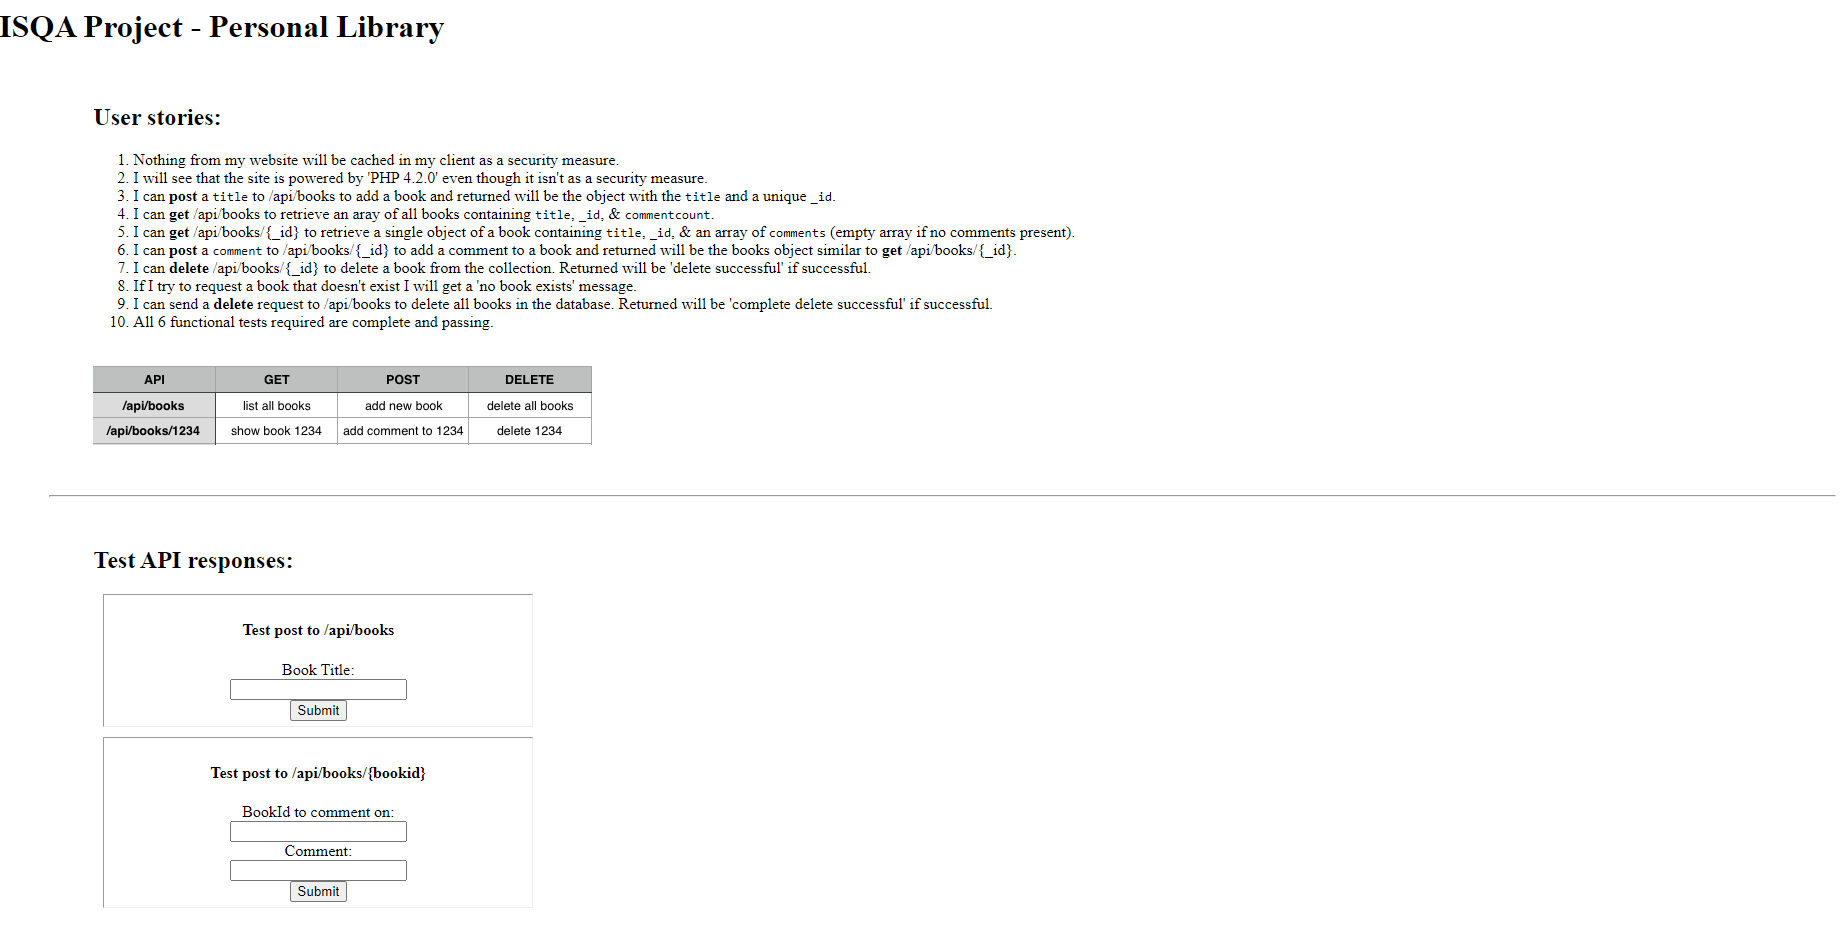 ISQA Project - Personal Library
User stories:
1. Nothing from my website will be cached in my client as a security measure.
2. I will see that the site is powered by 'PHP 4.2.0' even though it isn't as a security measure.
3. I can post a title to /api/books to add a book and returned will be the object with the title and a unique _id.
4. I can get /api/books to retrieve an aray of all books containing title, _id, & commentcount.
5. I can get /api/books/{_id} to retrieve a single object of a book containing title, _id, & an array of comments (empty array if no comments present).
6. I can post a comment to /api/books/{_id} to add a comment to a book and returned will be the books object similar to get /api/books/{_id}.
7. I can delete /api/books/{_id} to delete a book from the collection. Returned will be 'delete successful' if successful.
8. If I try to request a book that doesn't exist I will get a 'no book exists' message.
9. I can send a delete request to /api/books to delete all books in the database. Returned will be 'complete delete successful' if successful.
10. All 6 functional tests required are complete and passing.
API GET POST DELETE
/api/books list all books add new book delete all books
/api/books/1234 show book 1234 add comment to 1234 delete 1234
Test API responses:
Test post to /api/books
Book Title:
Submit
Test post to /api/books/{bookid}
BookId to comment on:
Comment:
Submit